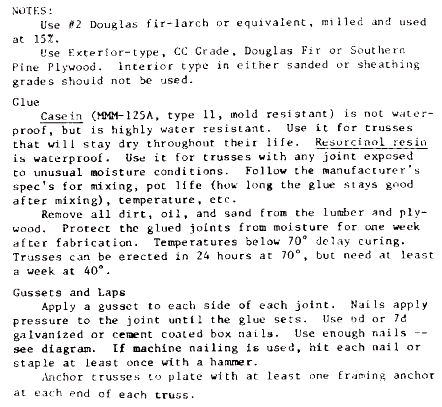 NOTES:
Use #2 Douglas fir-larch or equivalent, milled and used
at 15%.
Use Exterior-type, CC Grade, Douglas Fir or Southern
Pine Plywood. Interior type in either sanded or sheathing
grades should not be used.
Glue
Casein (MMM-125A, type 11, mold resistant) is not water-
proof, but is highly water resistant. Use it for trusses
that will stay dry throughout their life. Resorcinol resin
is waterproof. Use it for trusses with any joint exposed
to unusual moisture conditions. Follow the manufacturer's
spec's for mixing, pot life (how long the glue stays good
after mixing), temperature, etc.
Remove all dirt, oil, and sand from the lumber and ply-
wood. Protect the glued joints from moisture for one week
after fabrication. Temperatures below 70° delay curing.
Trusses can be erected in 24 hours at 70°, but need at least
a week at 40°.
Gussets and Laps
Apply a gusset to each side of each joint. Nails apply
pressure to the joint until the glue sets. Use 6d or 7d
galvanized or cement coated box nails. Use enough nails --
see diagram. If machine nailing is used, hit each nail or
staple at least once with a hammer.
Anchor trusses to plate with at least one framing anchor
at each end of each truss.